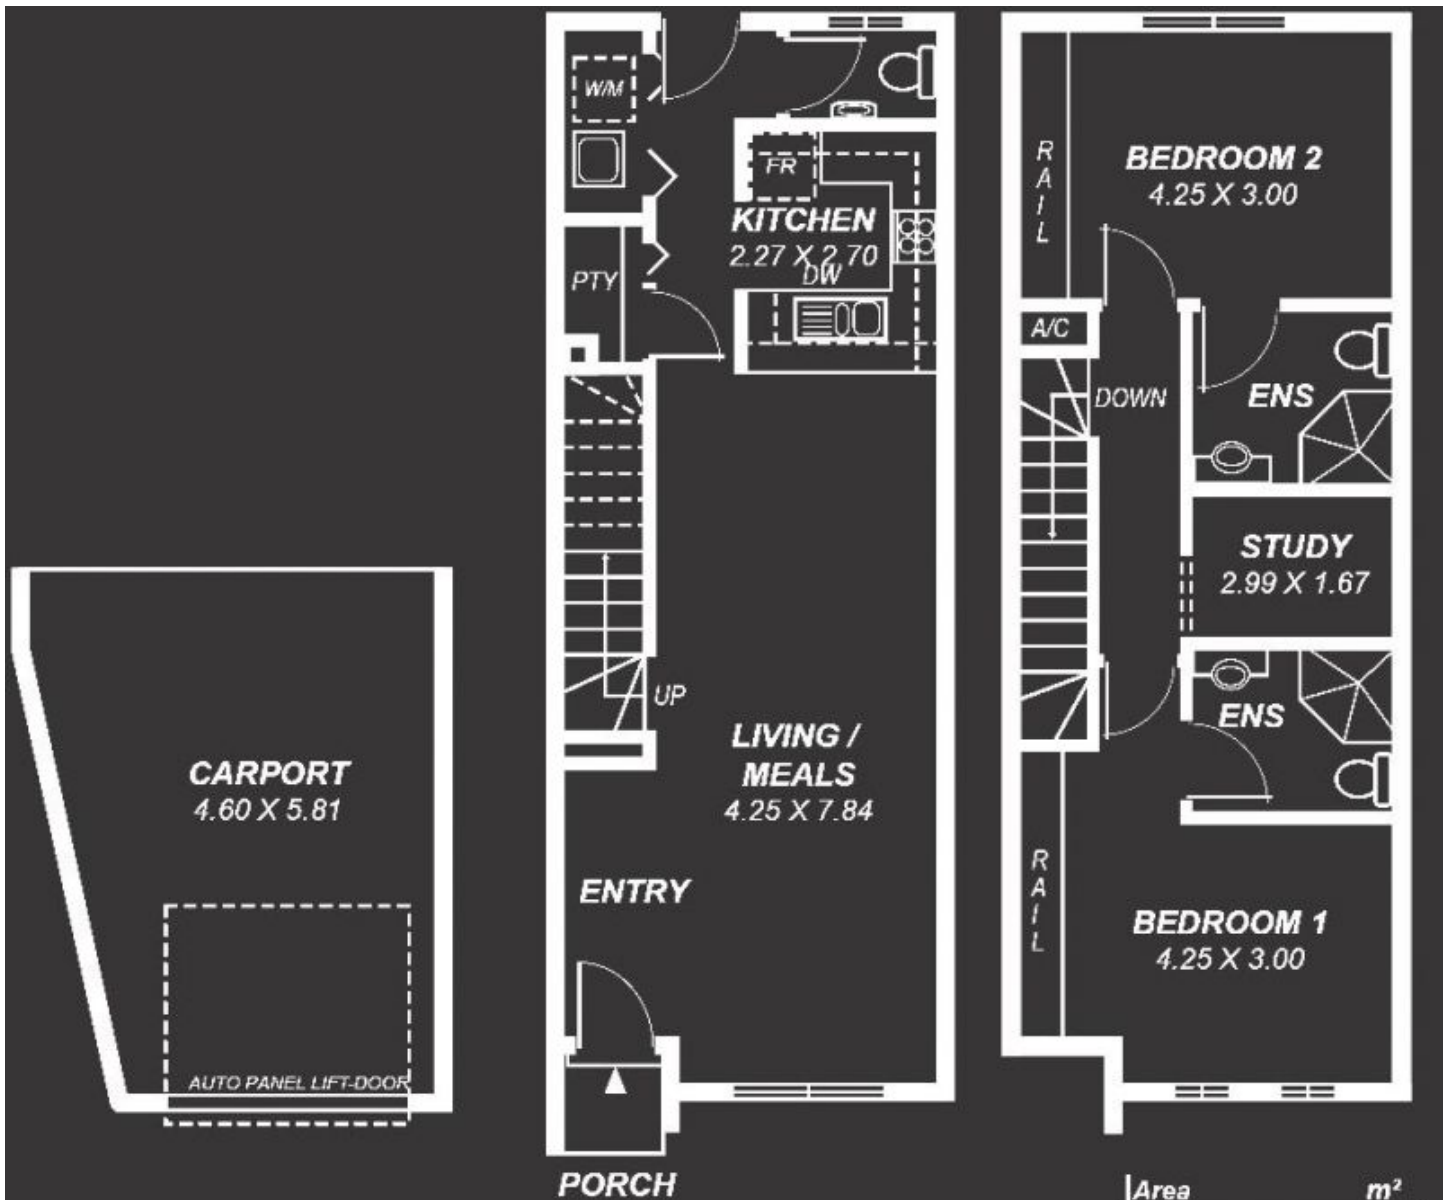 W/M
FR
KITCHEN
2.27 X 2.70
DW
PTY
UP
LIVING /
MEALS
4.25 X 7.84
ENTRY
PORCH
CARPORT
4.60 X 5.81
AUTO PANEL LIFT-DOOR
RAIL
BEDROOM 2
4.25 X 3.00
A/C
DOWN
ENS
STUDY
2.99 X 1.67
ENS
RAIL
BEDROOM 1
4.25 X 3.00
Area m²